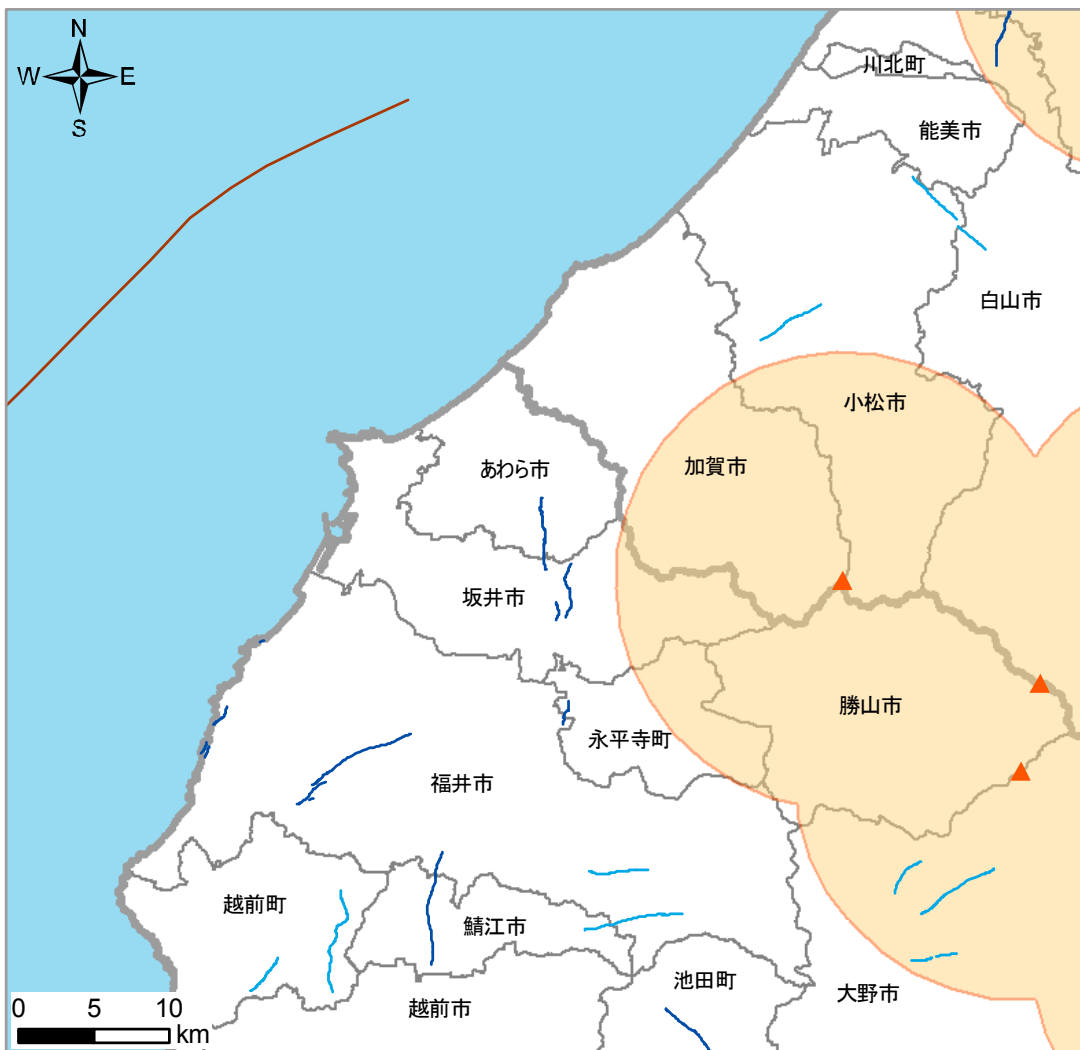 N
W E
S
川北町
能美市
白山市
小松市
加賀市
あわら市
坂井市
勝山市
永平寺町
福井市
越前町
鯖江市
池田町
大野市
越前市
0 5 10
km